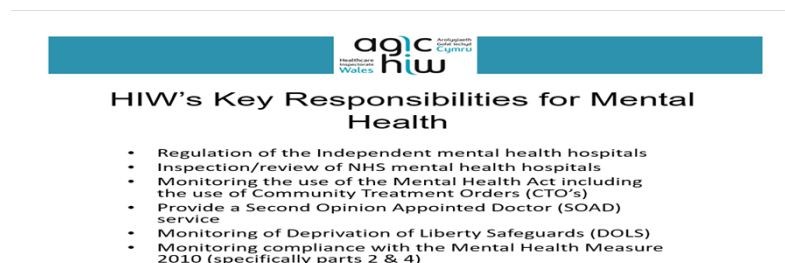 agic
Arolygiaeth
Gofal Iechyd
Cymru
Healthcare
Inspectorate
Wales
hiw
HIW’s Key Responsibilities for Mental
Health
• Regulation of the Independent mental health hospitals
• Inspection/review of NHS mental health hospitals
• Monitoring the use of the Mental Health Act including
the use of Community Treatment Orders (CTO’s)
• Provide a Second Opinion Appointed Doctor (SOAD)
service
• Monitoring of Deprivation of Liberty Safeguards (DOLS)
• Monitoring compliance with the Mental Health Measure
2010 (specifically parts 2 & 4)